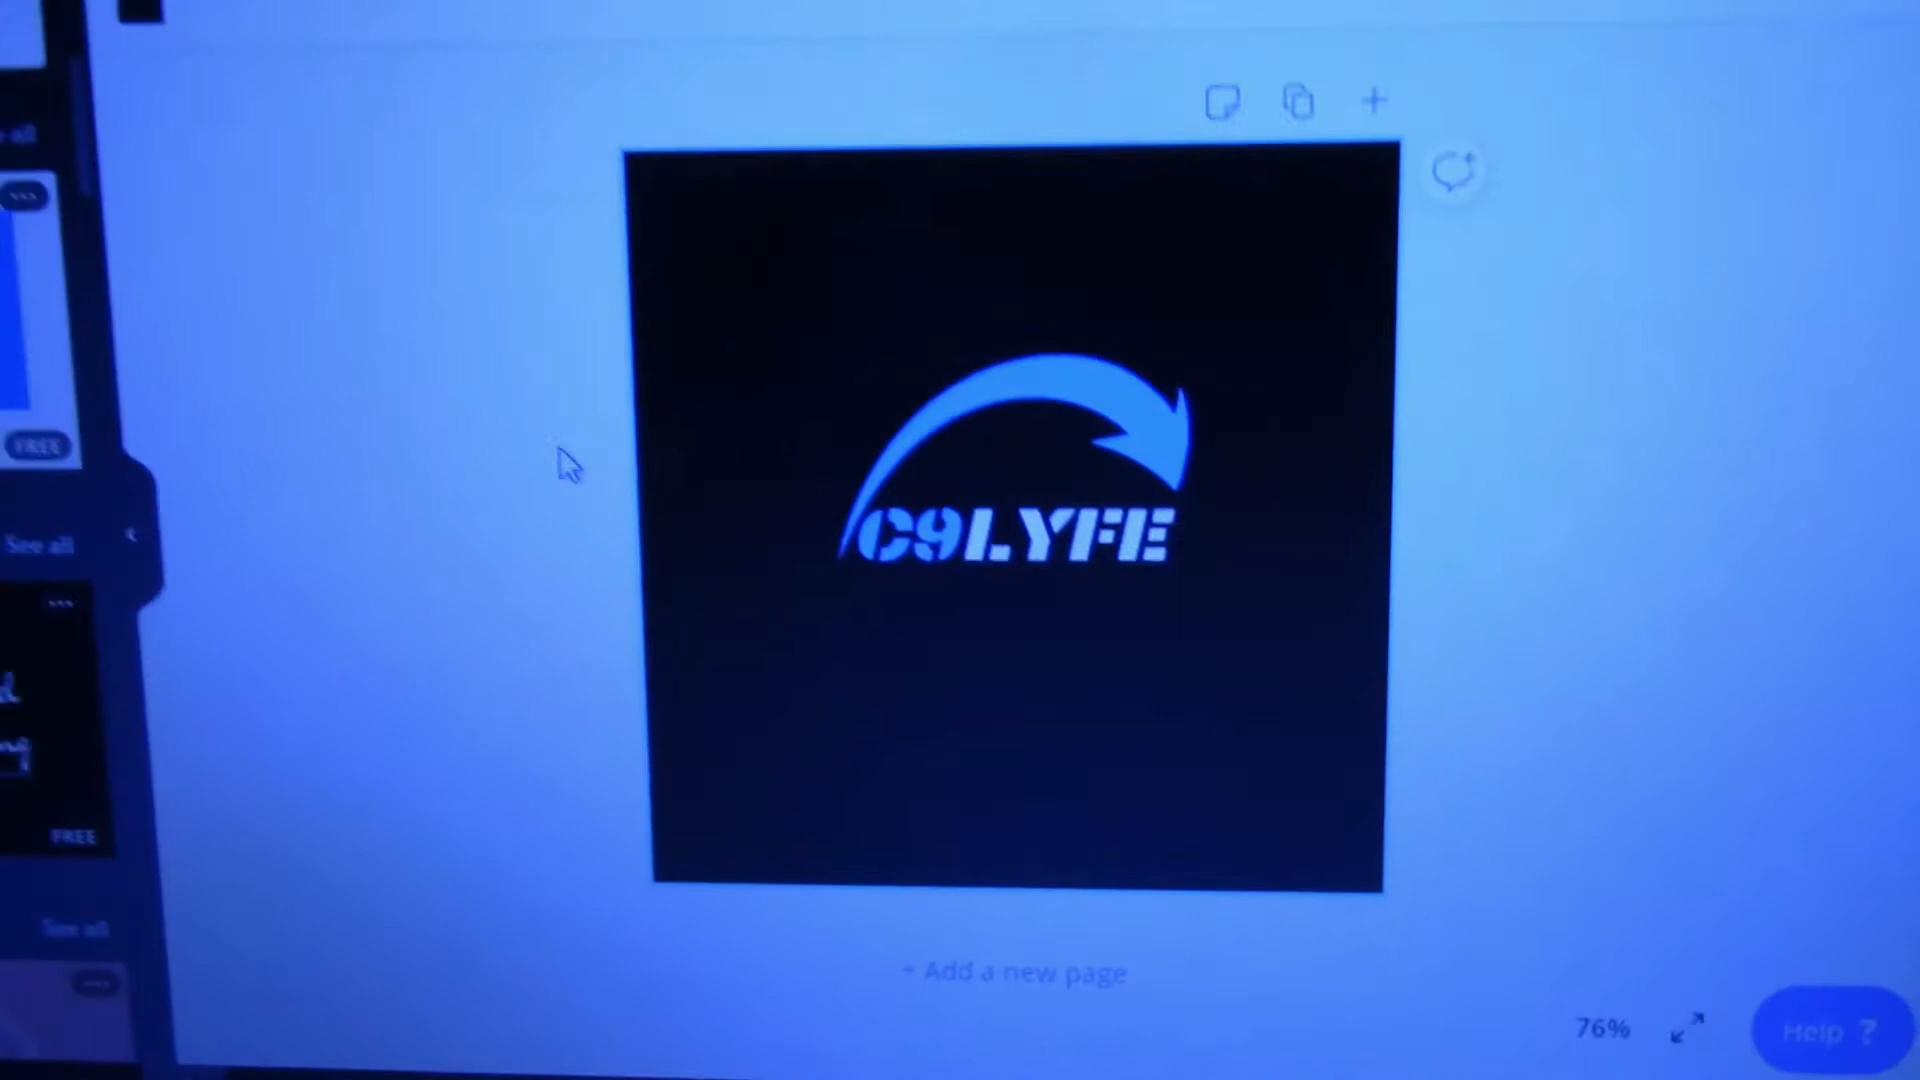 FREE
See all
FREE
See all
C9LYFE
+ Add a new page
76%
Help ?